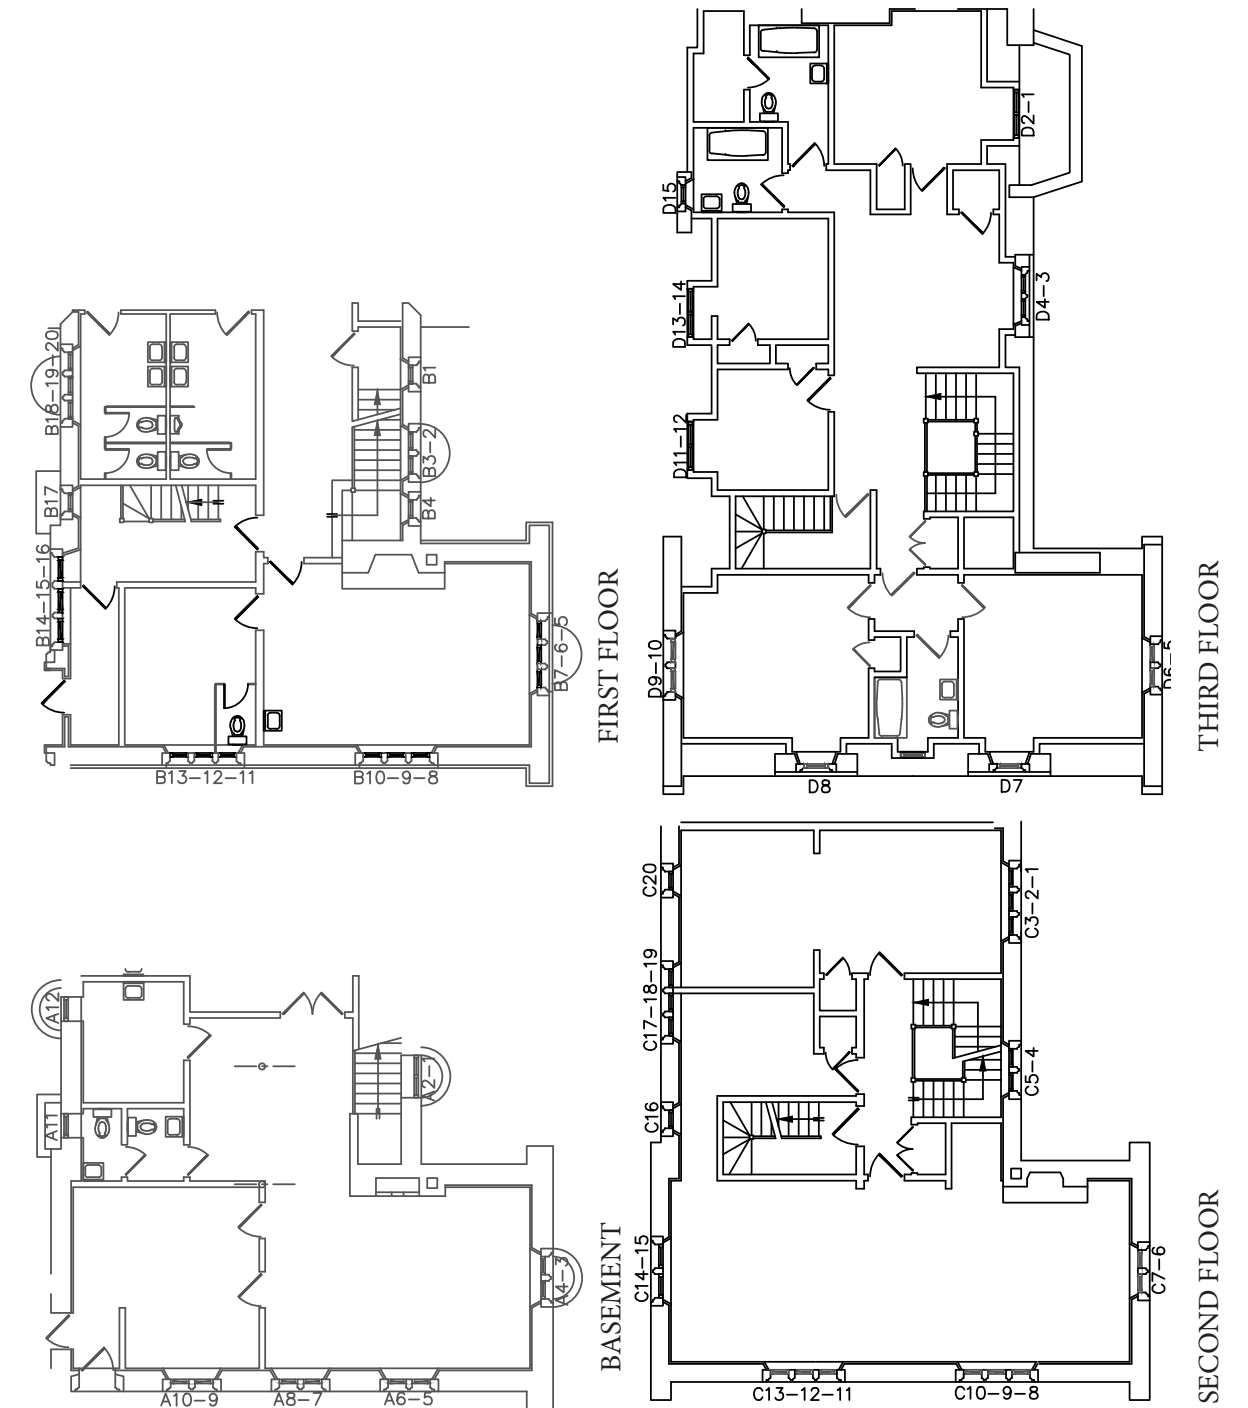 B18-19-20
B17
B14-15-16
B13-12-11
B10-9-8
B7-6-5
B4
B3-2
B1
FIRST FLOOR
D15
D13-14
D11-12
D9-10
D8
D7
D6-5
D4-3
D2-1
THIRD FLOOR
A12
A11
A10-9
A8-7
A6-5
A4-3
A2-1
BASEMENT
C20
C17-18-19
C16
C14-15
C13-12-11
C10-9-8
C7-6
C5-4
C3-2-1
SECOND FLOOR